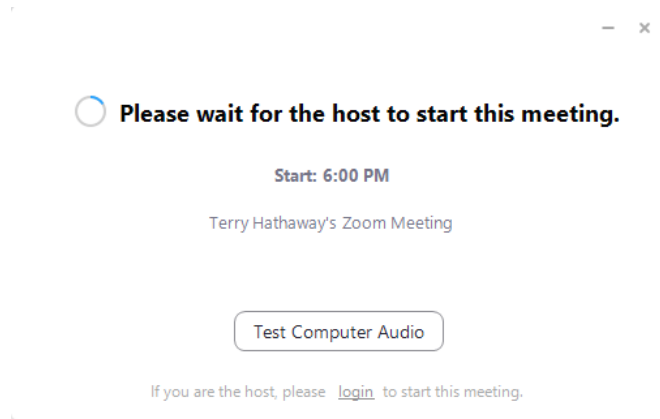 Please wait for the host to start this meeting.
Start: 6:00 PM
Terry Hathaway's Zoom Meeting
Test Computer Audio
If you are the host, please login to start this meeting.